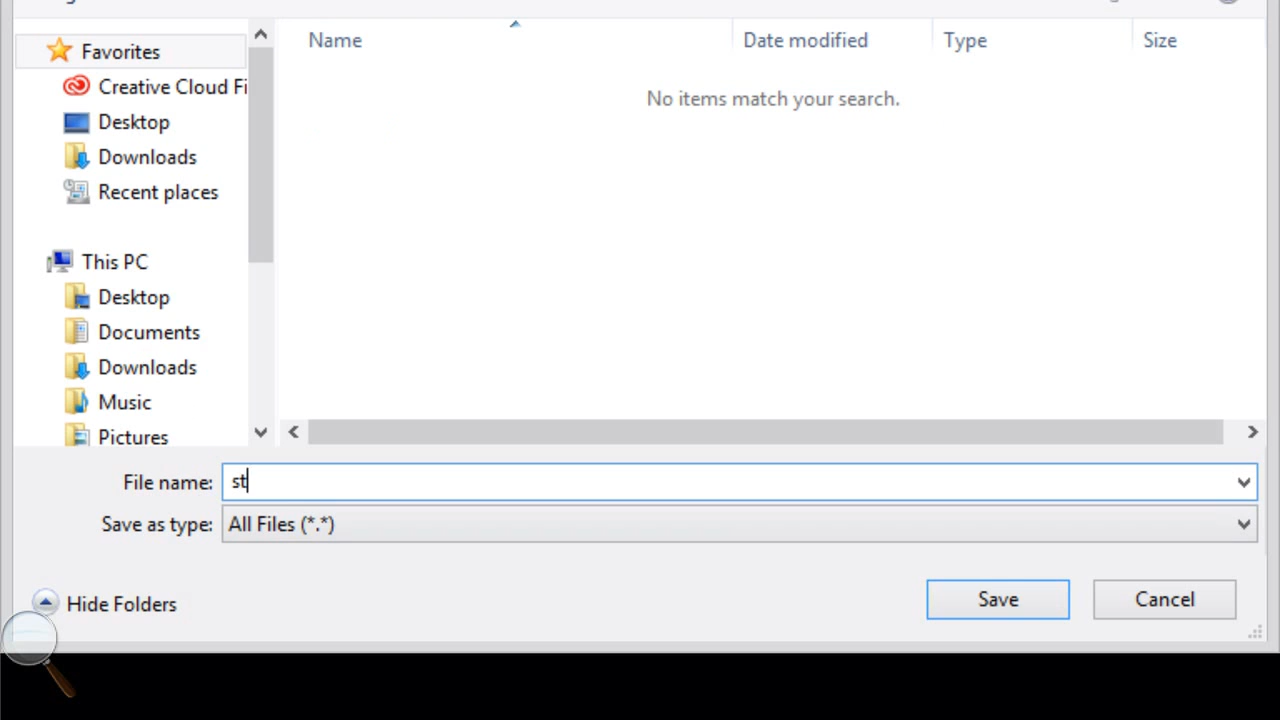 Name Date modified Type Size
No items match your search.
Favorites
Creative Cloud Fi
Desktop
Downloads
Recent places
This PC
Desktop
Documents
Downloads
Music
Pictures
File name: st
Save as type: All Files (*.*)
Hide Folders Save Cancel